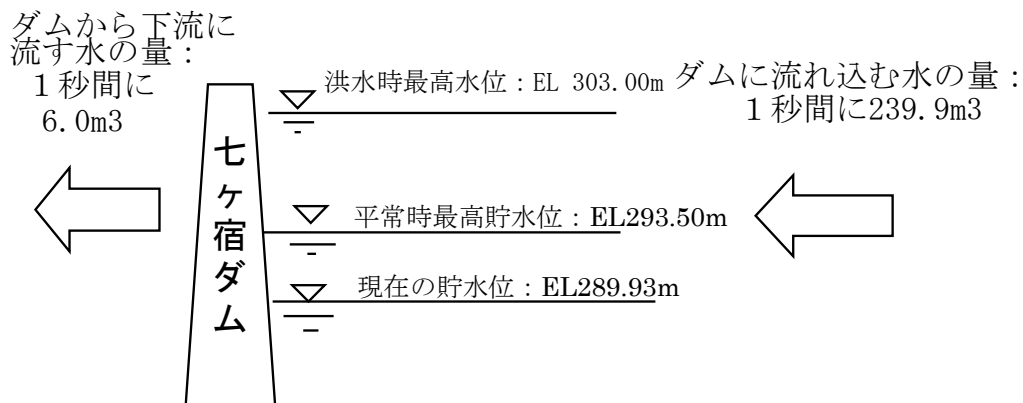 ダムから下流に
流す水の量：
１秒間に
6.0m3
洪水時最高水位：EL 303.00m
ダムに流れ込む水の量：
１秒間に239.9m3
七ヶ宿ダム
平常時最高貯水位：EL293.50m
現在の貯水位：EL289.93m